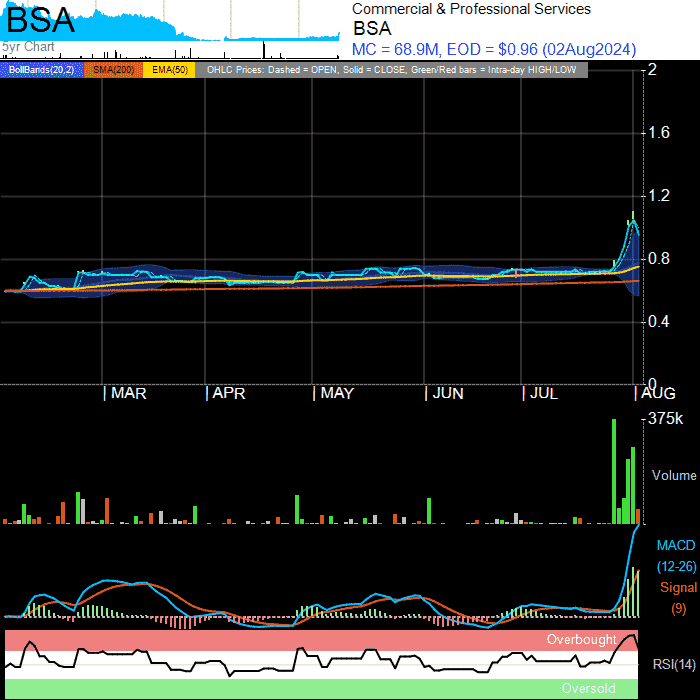 BSA
5yr Chart
Commercial & Professional Services
BSA
MC = 68.9M, EOD = $0.96 (02Aug2024)
BollBands(20,2) SMA(200) EMA(50) OHLC Prices: Dashed = OPEN, Solid = CLOSE, Green/Red bars = Intra-day HIGH/LOW
2
1.6
1.2
0.8
0.4
0
MAR APR MAY JUN JUL AUG
375k
Volume
MACD
(12-26)
Signal
(9)
Overbought
RSI(14)
Oversold